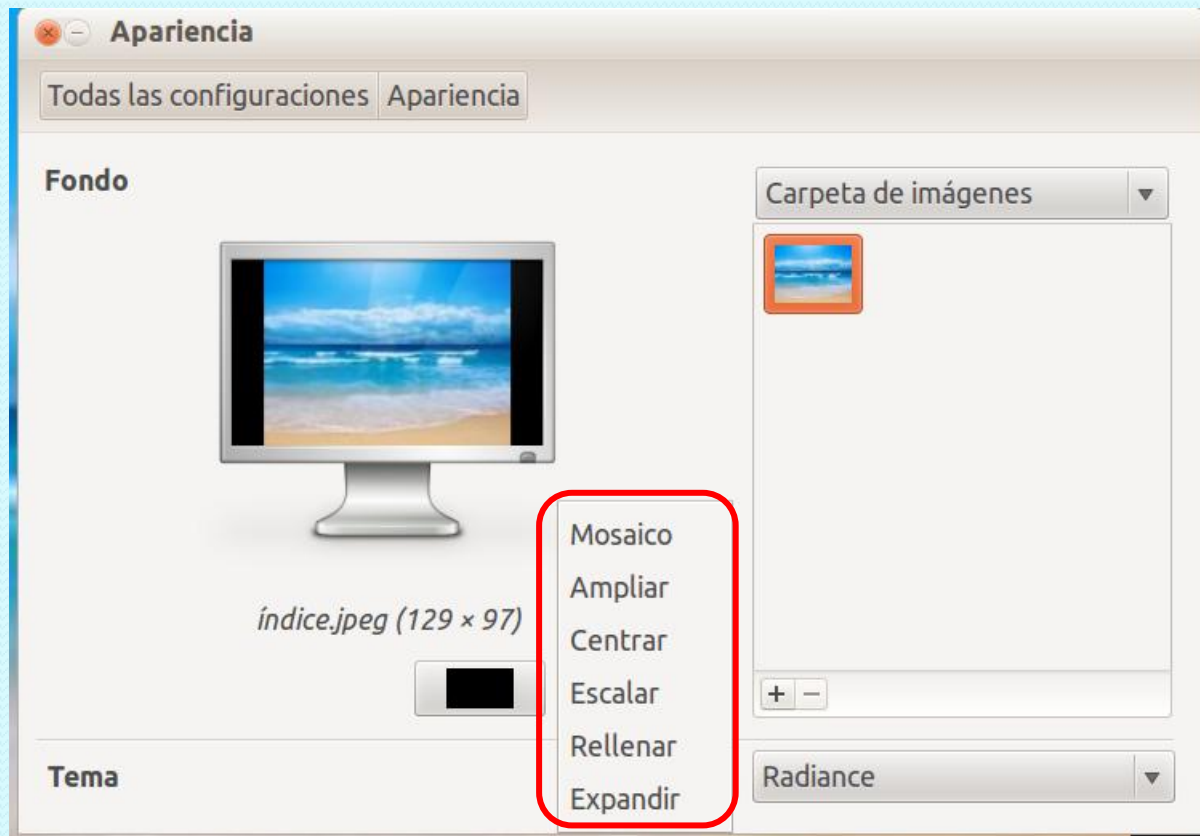 Apariencia
Todas las configuraciones Apariencia
Fondo
Carpeta de imágenes
índice.jpeg (129 × 97)
Mosaico
Ampliar
Centrar
Escalar
Rellenar
Expandir
Tema
Radiance